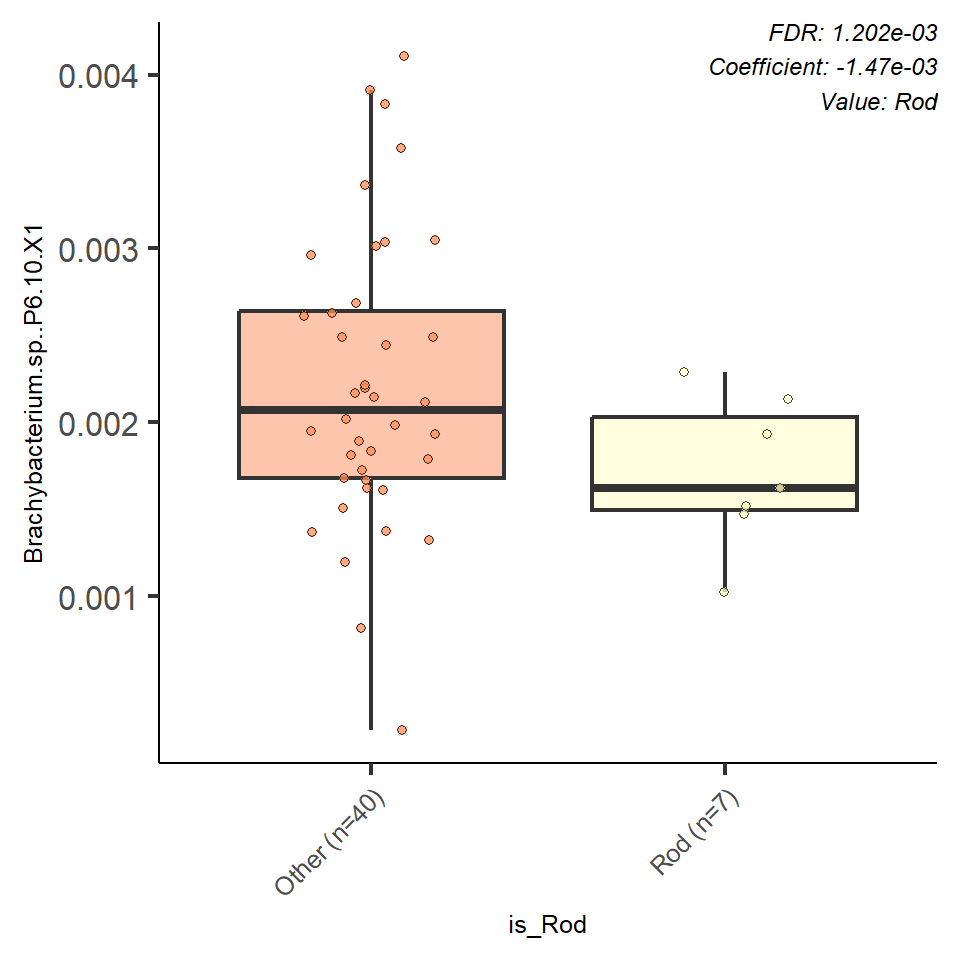 FDR: 1.202e-03
Coefficient: -1.47e-03
Value: Rod
0.004
0.003
0.002
0.001
Brachybacterium.sp..P6.10.X1
Other (n=40)
Rod (n=7)
is_Rod